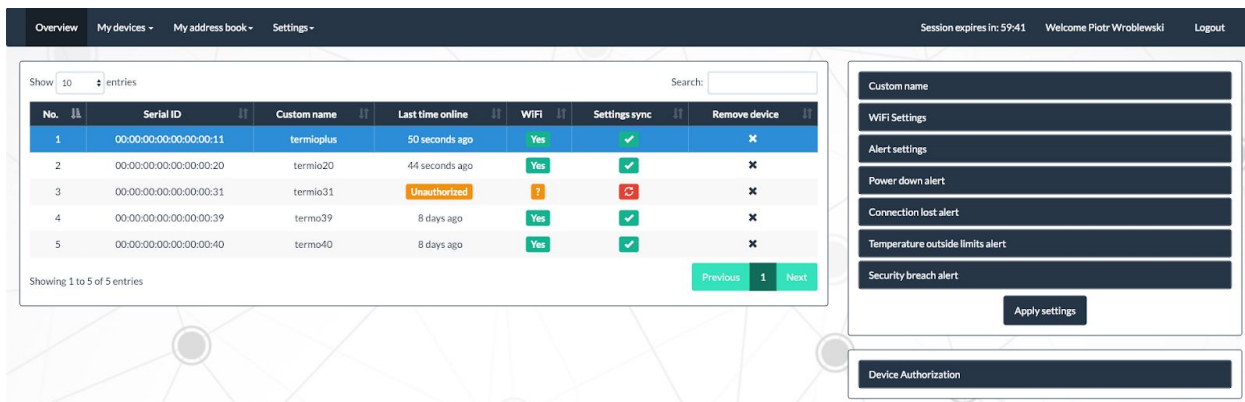 Overview My devices My address book Settings Session expires in: 59:41 Welcome Piotr Wroblewski Logout
Show 10 entries Search:
No. Serial ID Custom name Last time online WiFi Settings sync Remove device
1 00:00:00:00:00:00:00:11 termioplus 50 seconds ago Yes
2 00:00:00:00:00:00:00:20 termio20 44 seconds ago Yes
3 00:00:00:00:00:00:00:31 termio31 Unauthorized ?
4 00:00:00:00:00:00:00:39 termo39 8 days ago Yes
5 00:00:00:00:00:00:00:40 termo40 8 days ago Yes
Showing 1 to 5 of 5 entries Previous 1 Next
Custom name
WiFi Settings
Alert settings
Power down alert
Connection lost alert
Temperature outside limits alert
Security breach alert
Apply settings
Device Authorization